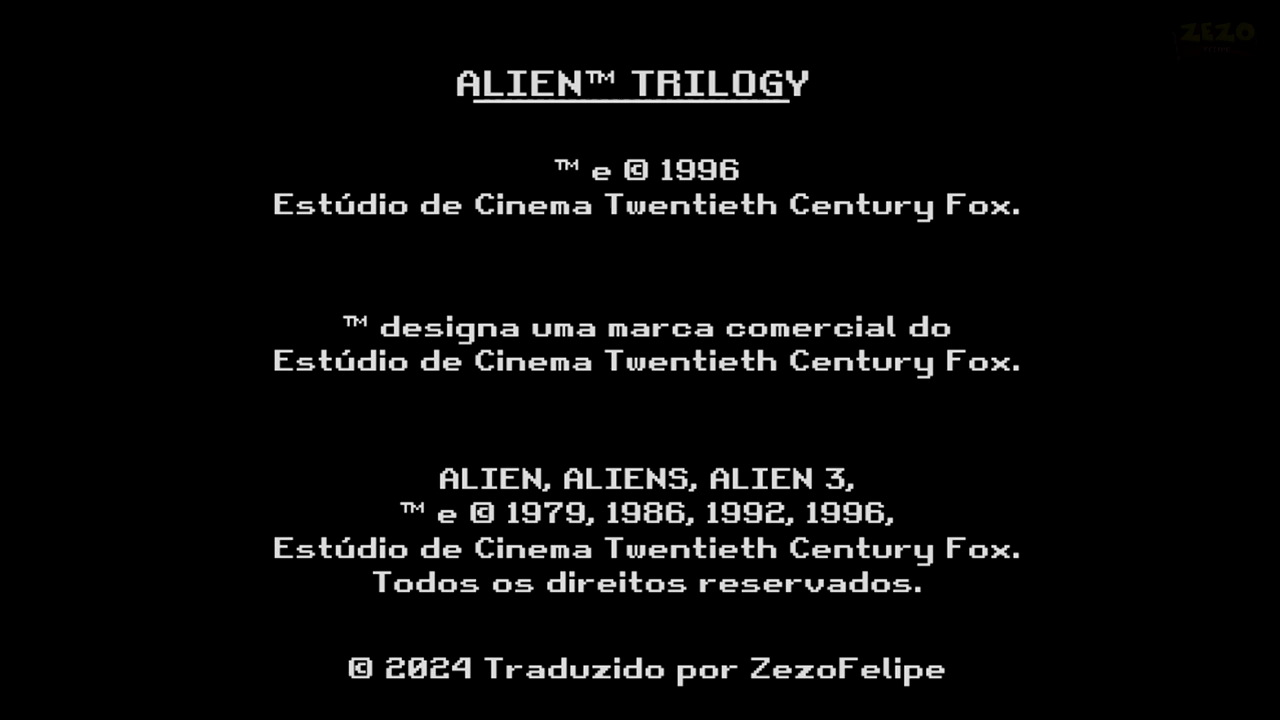 ZEZO
ALIEN™ TRILOGY
™ e © 1996
Estúdio de Cinema Twentieth Century Fox.
™ designa uma marca comercial do
Estúdio de Cinema Twentieth Century Fox.
ALIEN, ALIENS, ALIEN 3,
™ e © 1979, 1986, 1992, 1996,
Estúdio de Cinema Twentieth Century Fox.
Todos os direitos reservados.
© 2024 Traduzido por ZezoFelipe